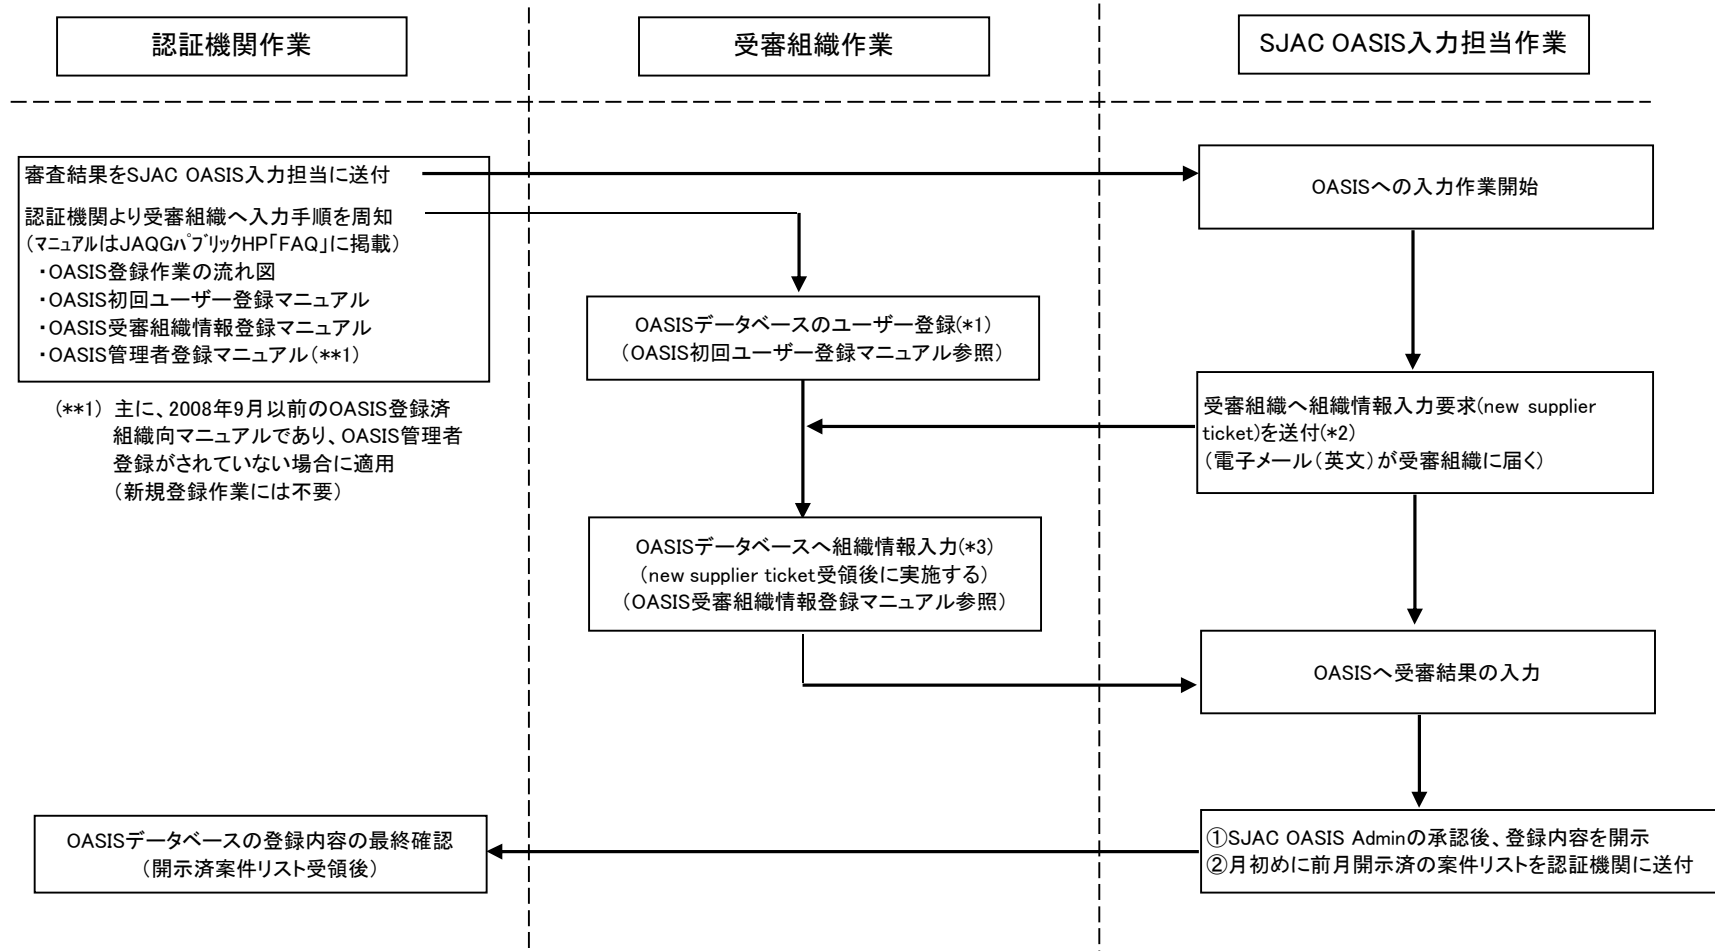 認証機関作業
受審組織作業
SJAC OASIS入力担当作業
審査結果をSJAC OASIS入力担当に送付
認証機関より受審組織へ入力手順を周知
(マニュアルはJAQGパブリックHP「FAQ」に掲載)
・OASIS登録作業の流れ図
・OASIS初回ユーザー登録マニュアル
・OASIS受審組織情報登録マニュアル
・OASIS管理者登録マニュアル(**1)
(**1) 主に、2008年9月以前のOASIS登録済
組織向マニュアルであり、OASIS管理者
登録がされていない場合に適用
(新規登録作業には不要)
OASISへの入力作業開始
OASISデータベースのユーザー登録(*1)
(OASIS初回ユーザー登録マニュアル参照)
受審組織へ組織情報入力要求(new supplier
ticket)を送付(*2)
(電子メール(英文)が受審組織に届く)
OASISデータベースへ組織情報入力(*3)
(new supplier ticket受領後に実施する)
(OASIS受審組織情報登録マニュアル参照)
OASISへ受審結果の入力
①SJAC OASIS Adminの承認後、登録内容を開示
②月初めに前月開示済の案件リストを認証機関に送付
OASISデータベースの登録内容の最終確認
(開示済案件リスト受領後)